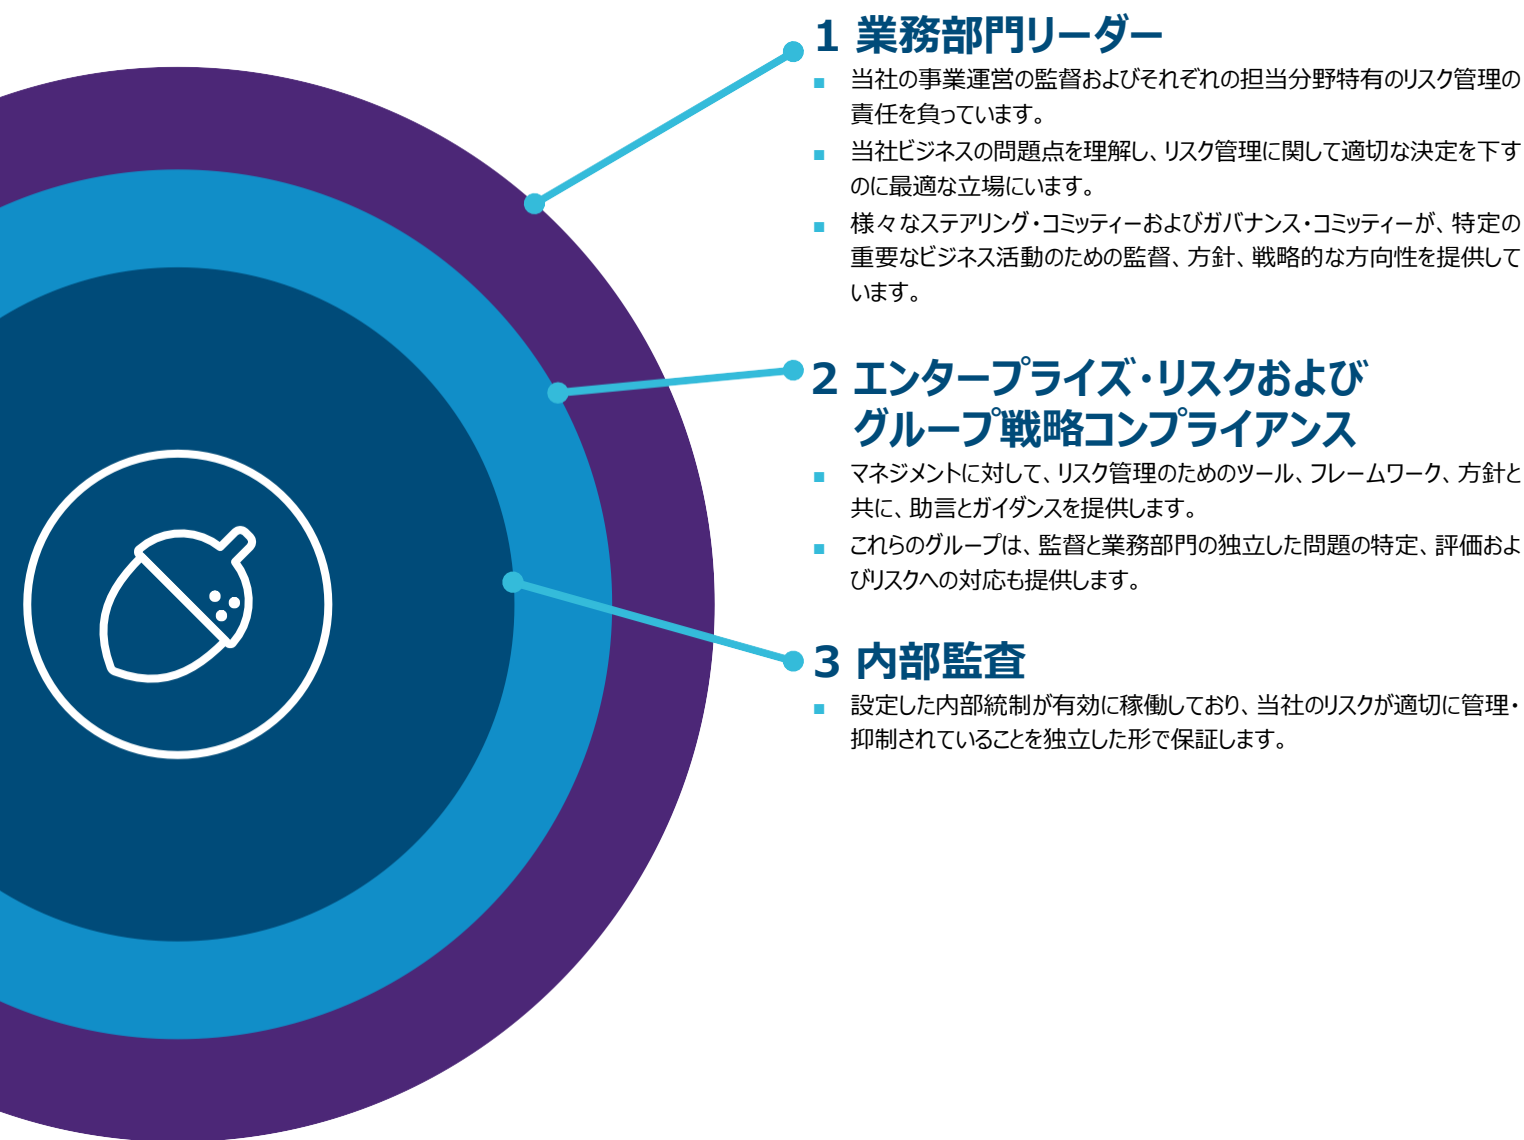 1 業務部門リーダー
■ 当社の事業運営の監督およびそれぞれの担当分野特有のリスク管理の
責任を負っています。
■ 当社ビジネスの問題点を理解し、リスク管理に関して適切な決定を下す
のに最適な立場にいます。
■ 様々なステアリング・コミッティーおよびガバナンス・コミッティーが、特定の
重要なビジネス活動のための監督、方針、戦略的な方向性を提供して
います。
2 エンタープライズ・リスクおよび
グループ戦略コンプライアンス
■ マネジメントに対して、リスク管理のためのツール、フレームワーク、方針と
共に、助言とガイダンスを提供します。
■ これらのグループは、監督と業務部門の独立した問題の特定、評価およ
びリスクへの対応も提供します。
3 内部監査
■ 設定した内部統制が有効に稼働しており、当社のリスクが適切に管理・
抑制されていることを独立した形で保証します。